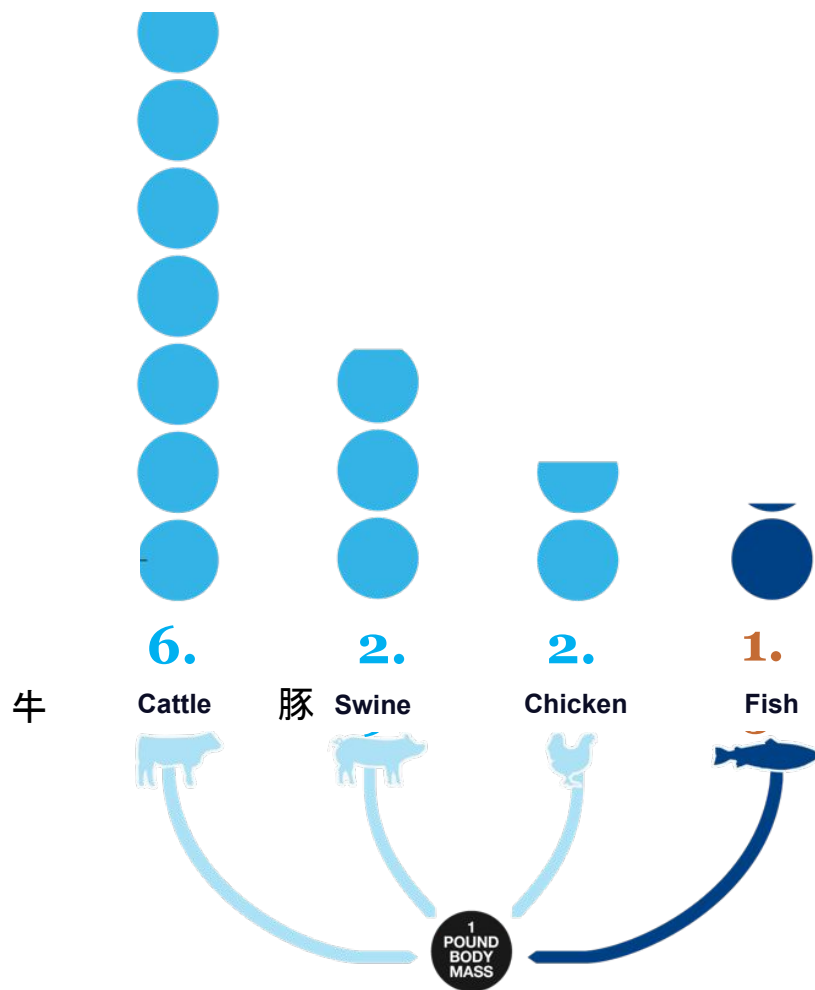 6. 2. 2. 1.
牛 Cattle 豚 Swine Chicken Fish
1
POUND
BODY
MASS